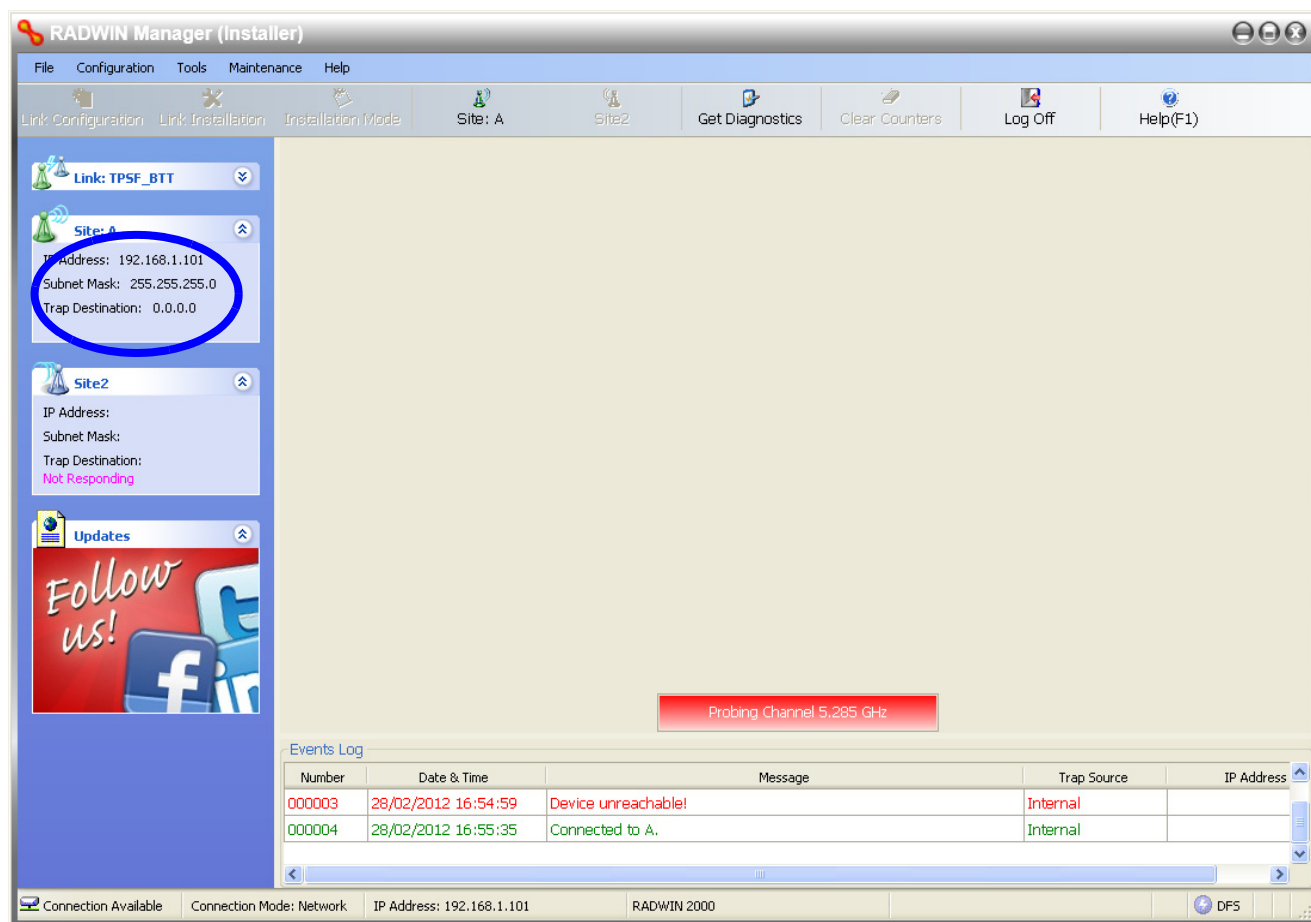 RADWIN Manager (Installer)
File Configuration Tools Maintenance Help
Link Configuration Link Installation Installation Mode Site: A Site2 Get Diagnostics Clear Counters Log Off Help(F1)
Link: TPSF_BTT
Site: A
IP Address: 192.168.1.101
Subnet Mask: 255.255.255.0
Trap Destination: 0.0.0.0
Site2
IP Address:
Subnet Mask:
Trap Destination:
Not Responding
Updates
Follow
us!
Probing Channel 5.285 GHz
Events Log
Number Date & Time Message Trap Source IP Address
000003 28/02/2012 16:54:59 Device unreachable! Internal
000004 28/02/2012 16:55:35 Connected to A. Internal
Connection Available Connection Mode: Network IP Address: 192.168.1.101 RADWIN 2000 DFS